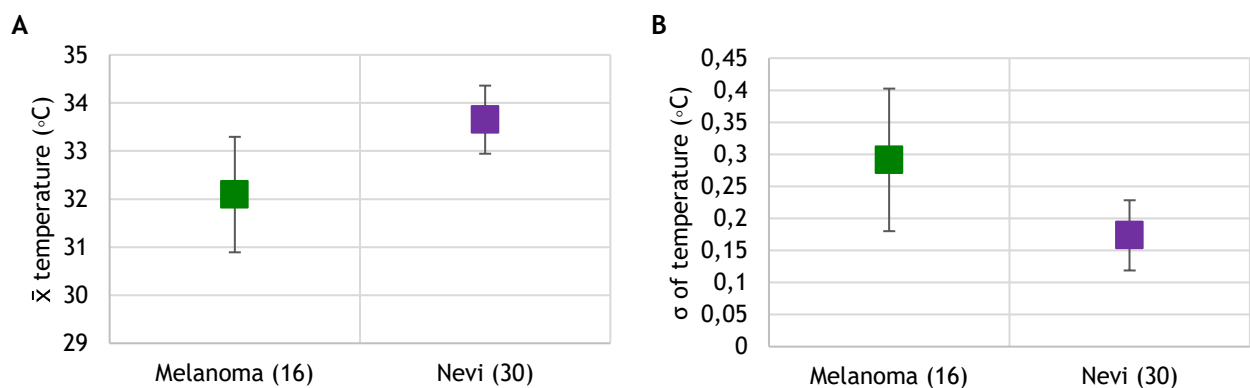 A
x̄ temperature (◦C)
35
34
33
32
31
30
29
Melanoma (16)
Nevi (30)
B
σ of temperature (◦C)
0,45
0,4
0,35
0,3
0,25
0,2
0,15
0,1
0,05
0
Melanoma (16)
Nevi (30)